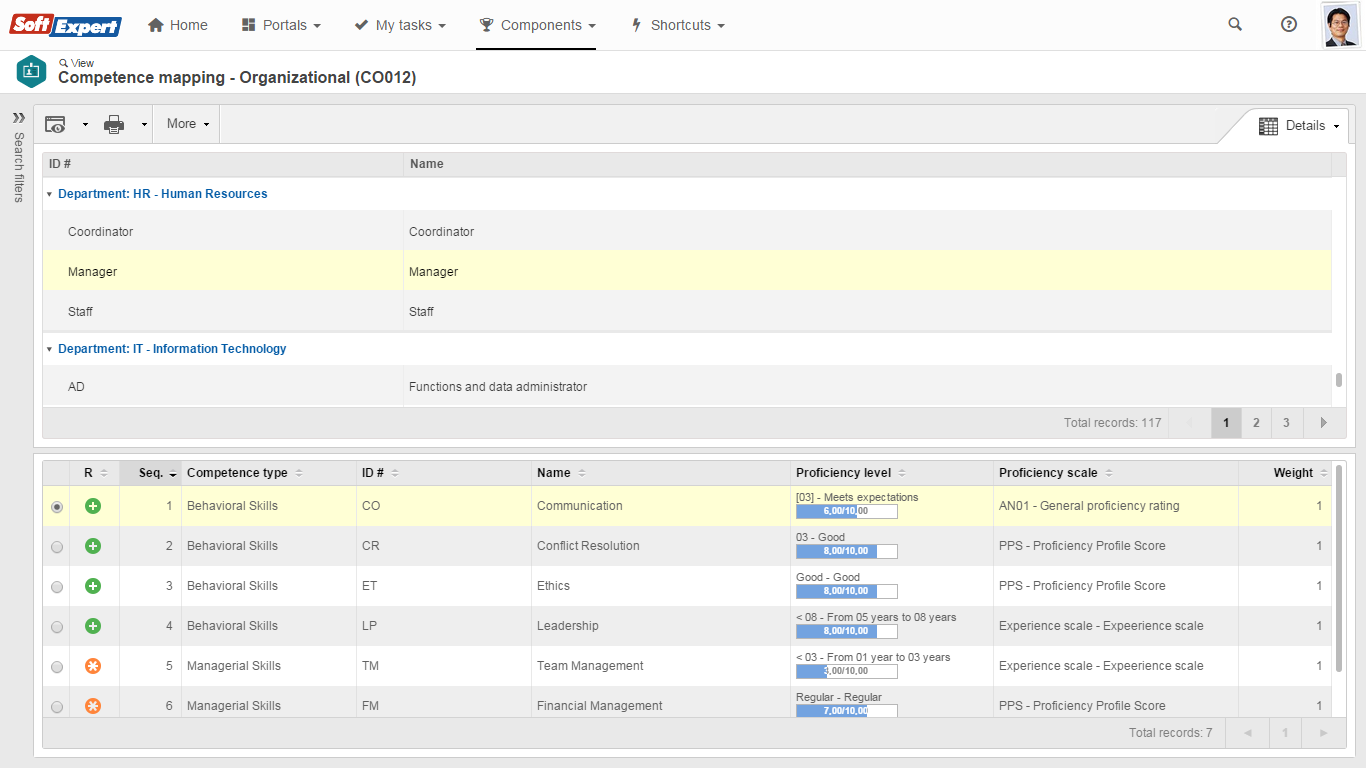 Soft Expert Home Portals My tasks Components Shortcuts
View
Competence mapping - Organizational (CO012)
Search filters
More Details
ID # Name
Department: HR - Human Resources
Coordinator Coordinator
Manager Manager
Staff Staff
Department: IT - Information Technology
AD Functions and data administrator
Total records: 117 1 2 3
R Seq. Competence type ID # Name Proficiency level Proficiency scale Weight
1 Behavioral Skills CO Communication [03] - Meets expectations 6,00/10,00 AN01 - General proficiency rating 1
2 Behavioral Skills CR Conflict Resolution 03 - Good 8,00/10,00 PPS - Proficiency Profile Score 1
3 Behavioral Skills ET Ethics Good - Good 8,00/10,00 PPS - Proficiency Profile Score 1
4 Behavioral Skills LP Leadership < 08 - From 05 years to 08 years 8,00/10,00 Experience scale - Expeerience scale 1
5 Managerial Skills TM Team Management < 03 - From 01 year to 03 years Experience scale - Expeerience scale 1
6 Managerial Skills FM Financial Management Regular - Regular 7,00/10,00 PPS - Proficiency Profile Score 1
Total records: 7 1